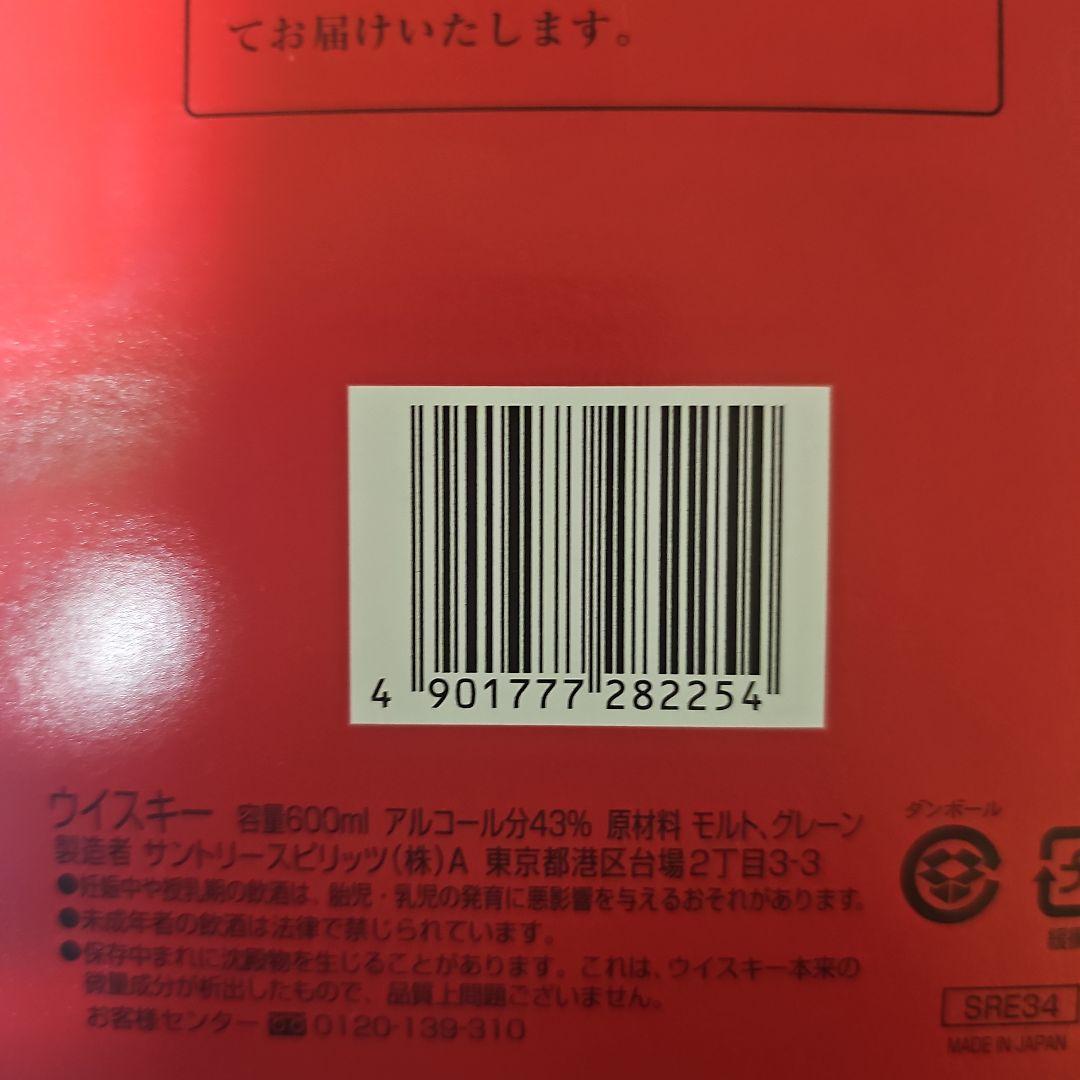 てお届けいたします。
4 901777 282254
ウイスキー 容量600ml アルコール分43% 原材料 モルト、グレーン
製造者 サントリースピリッツ(株)A 東京都港区台場2丁目3-3
●妊娠中や授乳期の飲酒は、胎児・乳児の発育に悪影響を与えるおそれがあります。
●未成年者の飲酒は法律で禁じられています。
●保存中まれに沈殿物を生じることがあります。これは、ウイスキー本来の
微量成分が析出したもので、品質上問題ございません。
お客様センター 0120-139-310
ダンボール
SRE34
MADE IN JAPAN